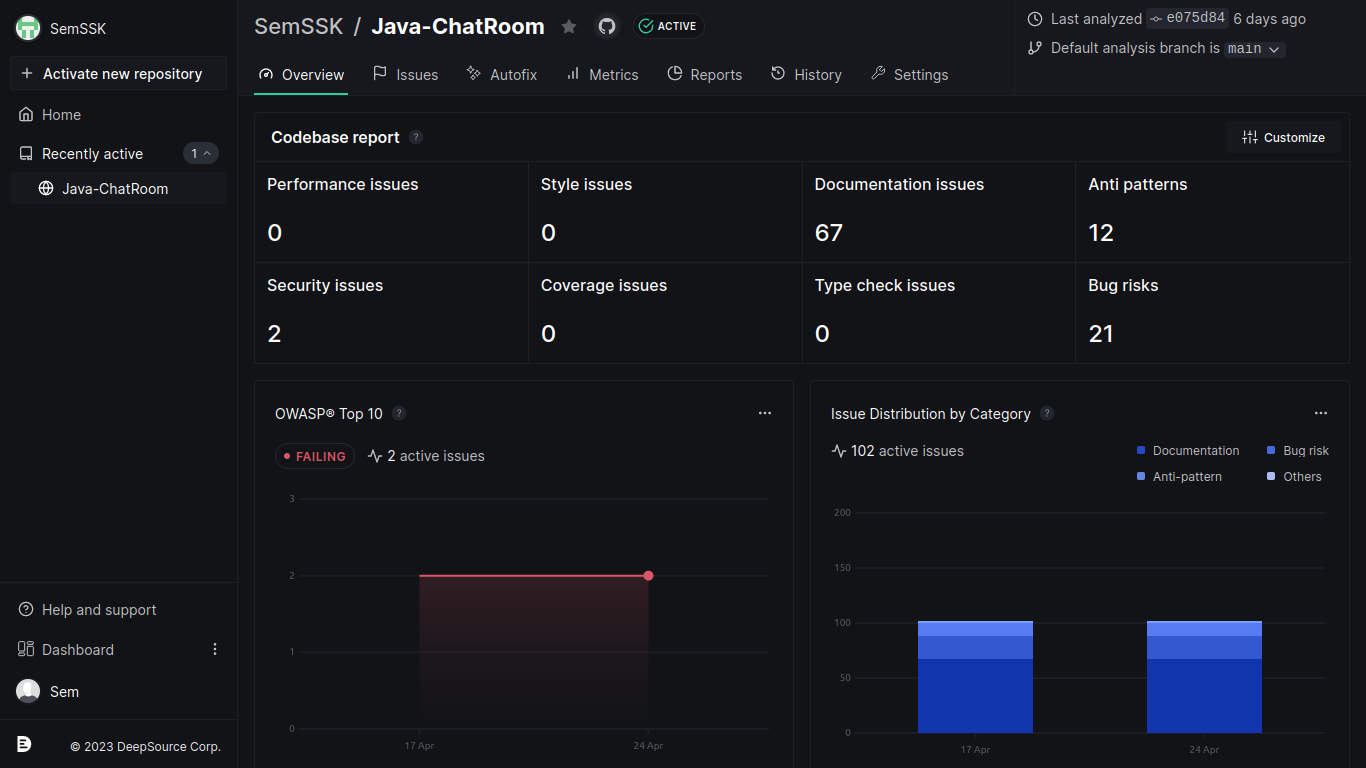 SemSSK
Activate new repository
Home
Recently active 1
Java-ChatRoom
Help and support
Dashboard
Sem
© 2023 DeepSource Corp.
SemSSK / Java-ChatRoom ACTIVE
Last analyzed e075d84 6 days ago
Default analysis branch is main
Overview Issues Autofix Metrics Reports History Settings
Codebase report ? Customize
Performance issues Style issues Documentation issues Anti patterns
0 0 67 12
Security issues Coverage issues Type check issues Bug risks
2 0 0 21
OWASP® Top 10 ?
FAILING 2 active issues
3
2
1
0
17 Apr 24 Apr
Issue Distribution by Category ?
102 active issues
Documentation Bug risk
Anti-pattern Others
200
150
100
50
0
17 Apr 24 Apr